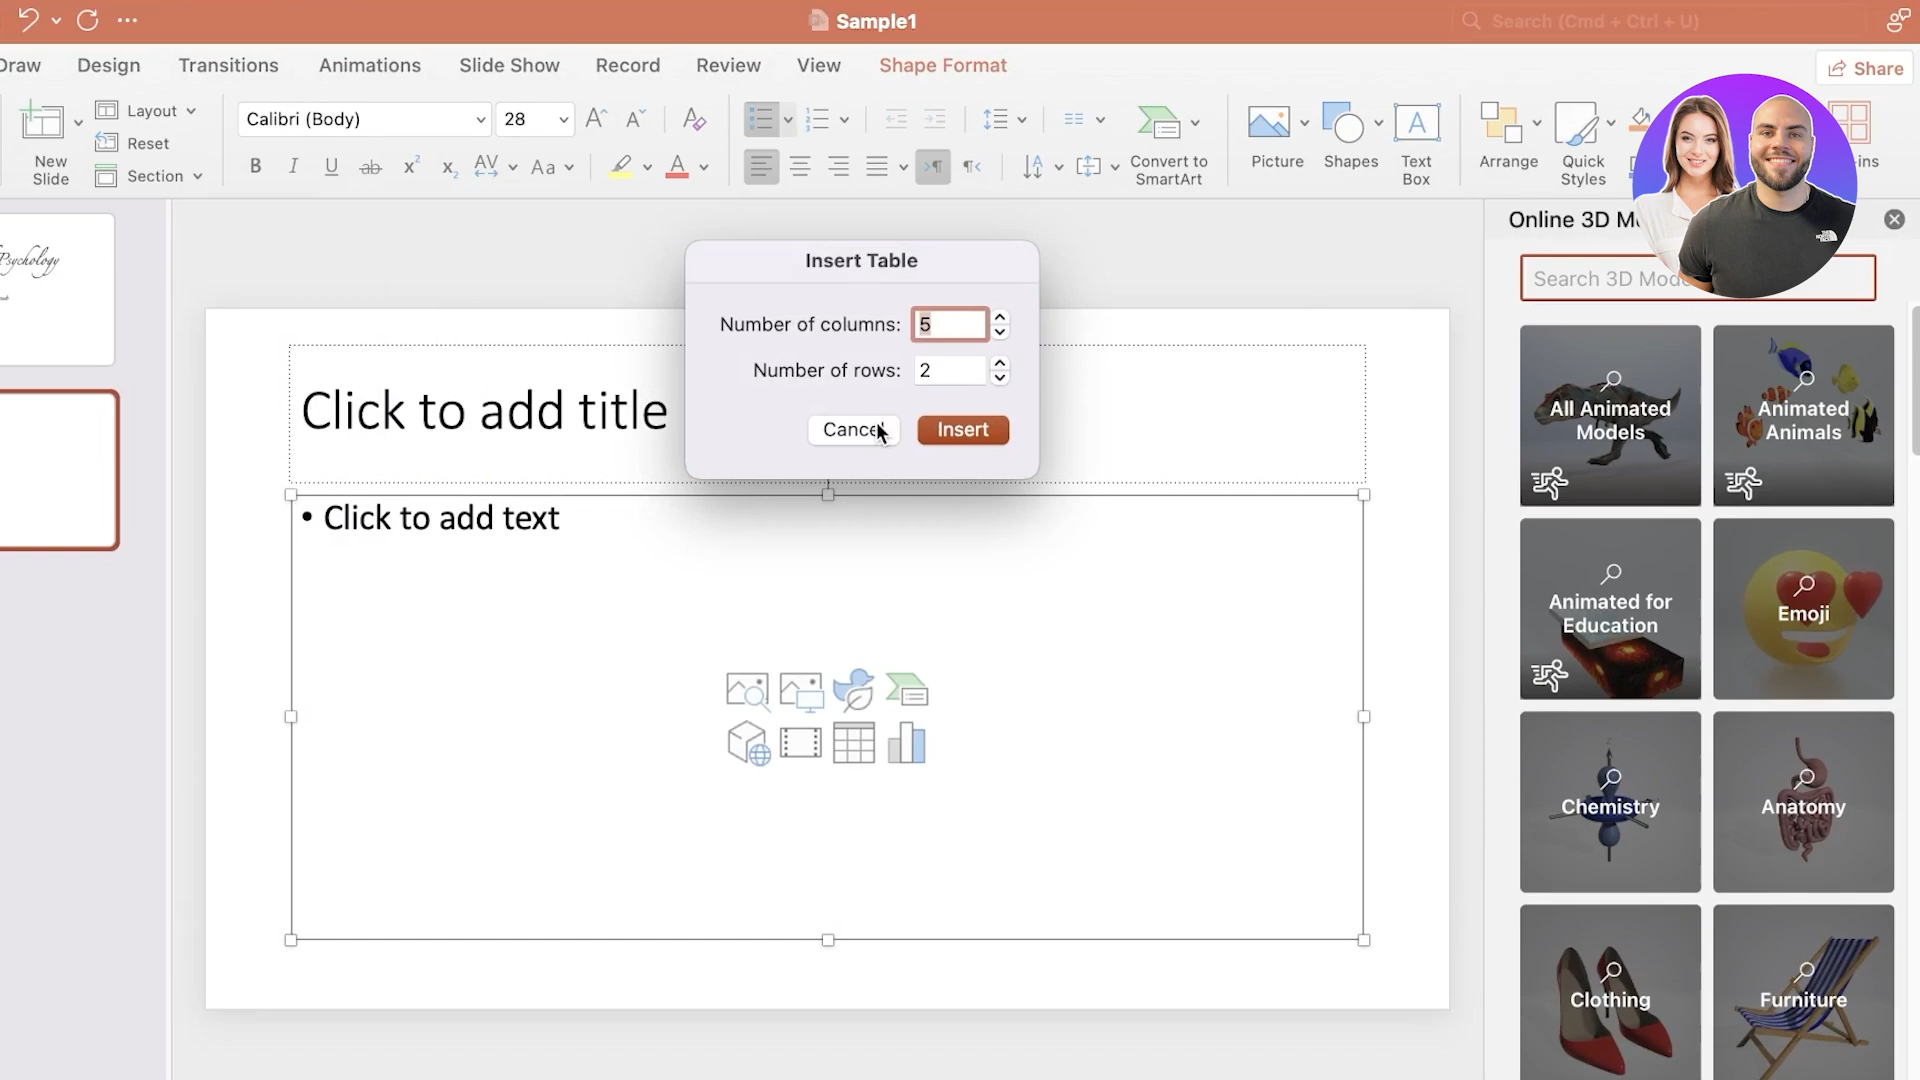 Sample1
Search (Cmd + Ctrl + U)
Draw Design Transitions Animations Slide Show Record Review View Shape Format
Share
New Slide
Layout
Reset
Section
Calibri (Body) 28
Convert to SmartArt
Picture
Shapes
Text Box
Arrange
Quick Styles
Psychology
Insert Table
Number of columns: 5
Number of rows: 2
Cancel Insert
Click to add title
• Click to add text
Online 3D
Search 3D
All Animated Models
Animated Animals
Animated for Education
Emoji
Chemistry
Anatomy
Clothing
Furniture